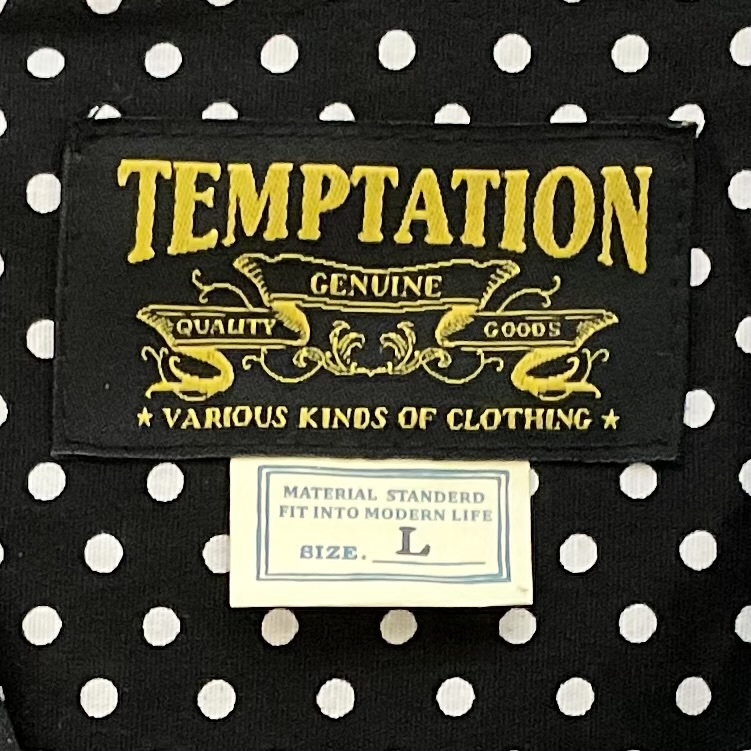 TEMPTATION
GENUINE
QUALITY GOODS
★ VARIOUS KINDS OF CLOTHING ★
MATERIAL STANDERD
FIT INTO MODERN LIFE
SIZE. L